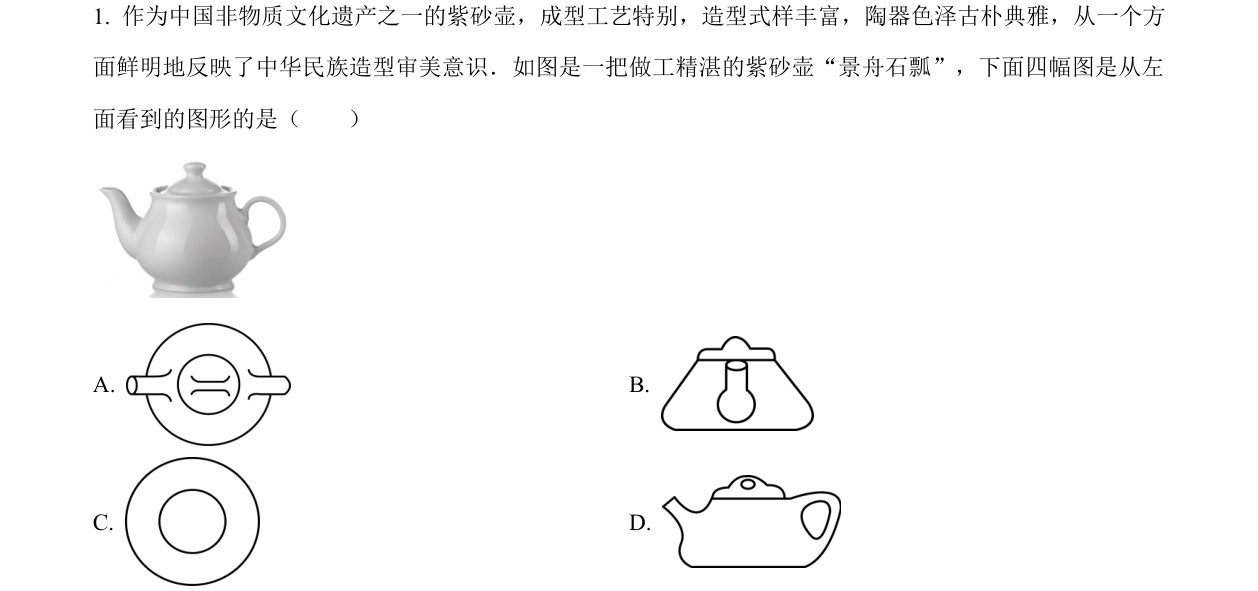 1. 作为中国非物质文化遗产之一的紫砂壶，成型工艺特别，造型式样丰富，陶器色泽古朴典雅，从一个方
面鲜明地反映了中华民族造型审美意识．如图是一把做工精湛的紫砂壶“景舟石瓢”，下面四幅图是从左
面看到的图形的是（　　）
A.
B.
C.
D.